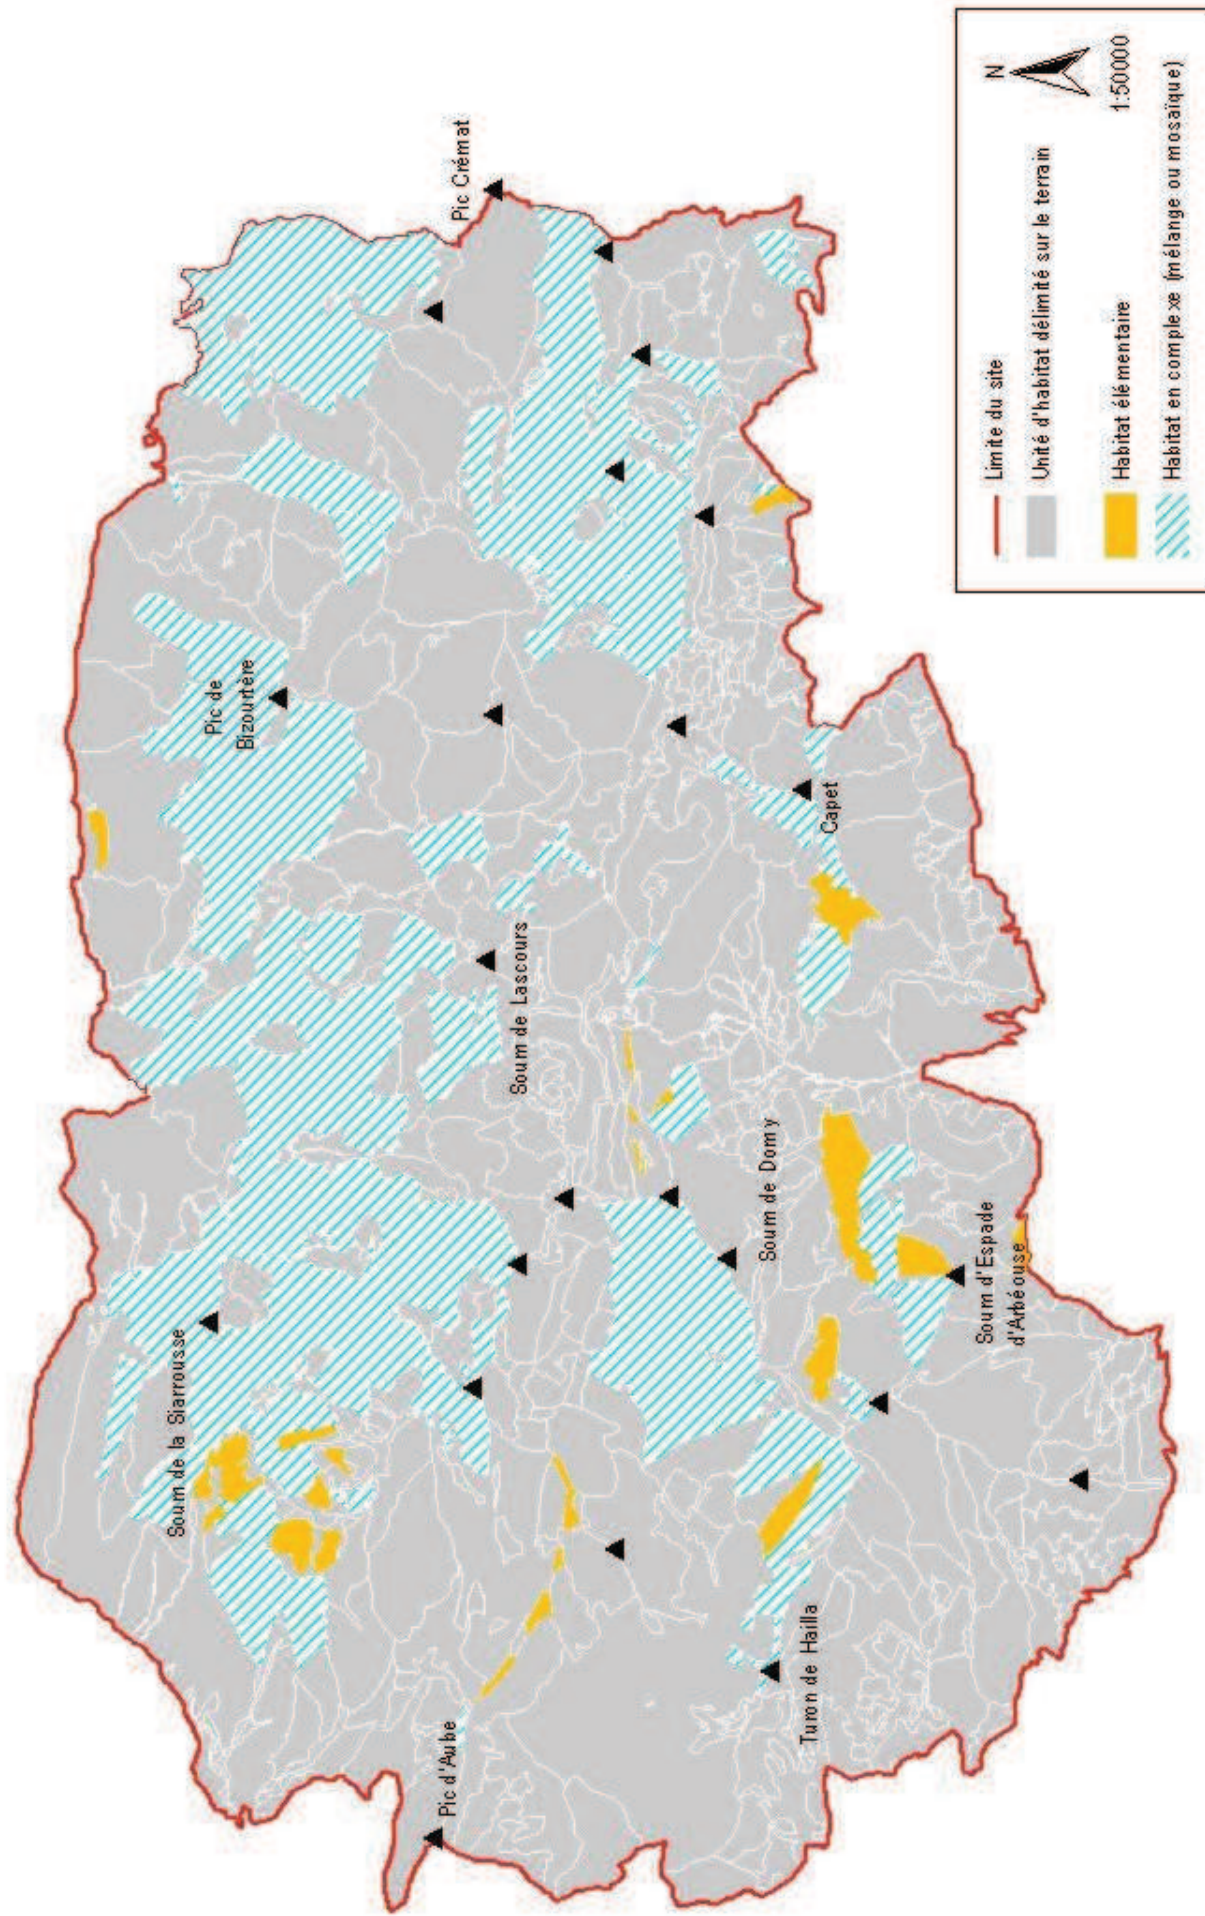 Pic Crémat
Pic de
Bizourtère
Soum de Lascours
Capet
Soum de la Siarrousse
Soum de Domy
Soum d'Espade
d'Arbéouse
Pic d'Aube
Turon de Hailla
N
1:50000
Limite du site
Unité d'habitat délimité sur le terrain
Habitat élémentaire
Habitat en complexe (mélange ou mosaïque)